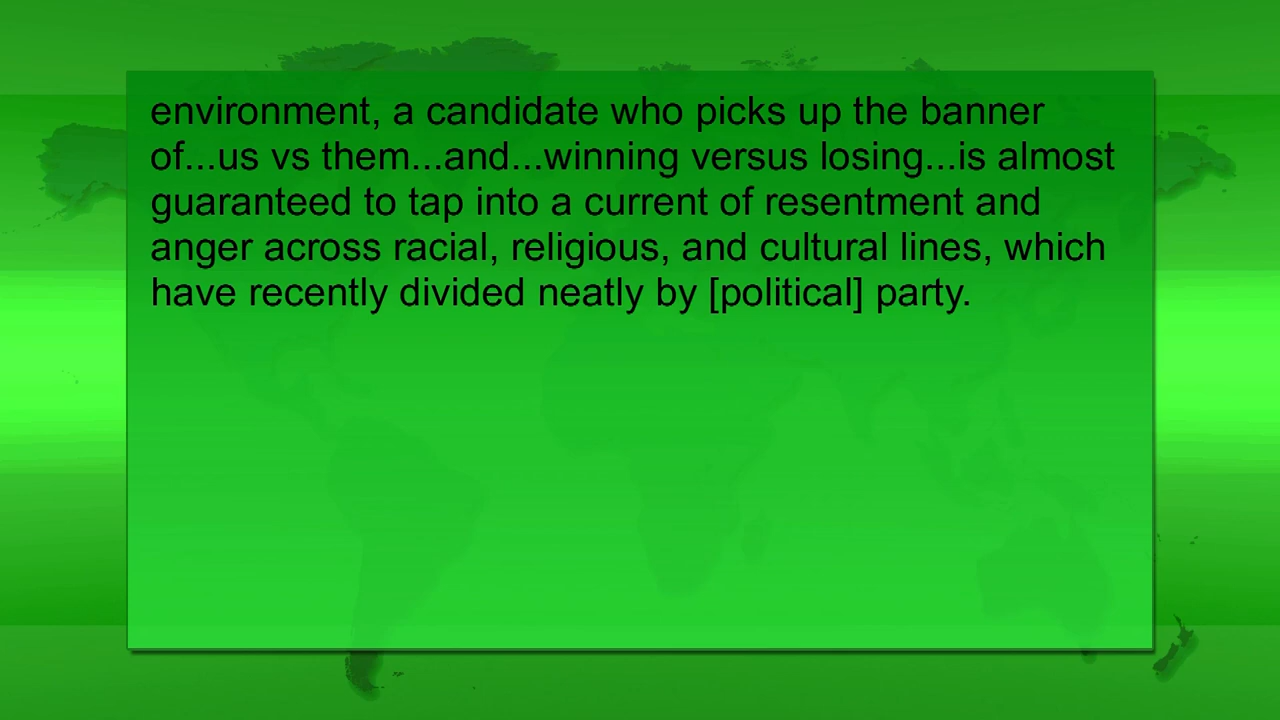 environment, a candidate who picks up the banner
of...us vs them...and...winning versus losing...is almost
guaranteed to tap into a current of resentment and
anger across racial, religious, and cultural lines, which
have recently divided neatly by [political] party.